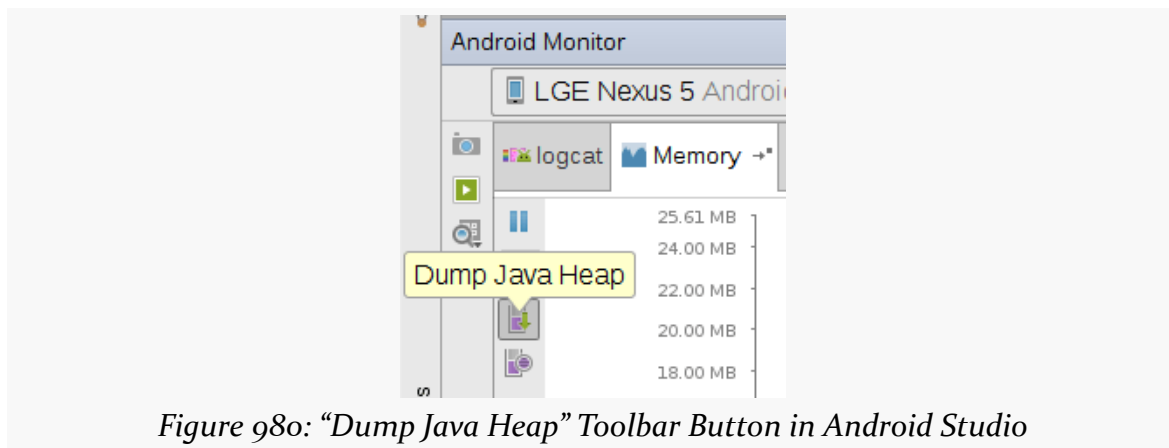 Android Monitor
LGE Nexus 5 Androi
logcat Memory
25.61 MB
24.00 MB
Dump Java Heap
22.00 MB
20.00 MB
18.00 MB
s
Figure 980: “Dump Java Heap” Toolbar Button in Android Studio